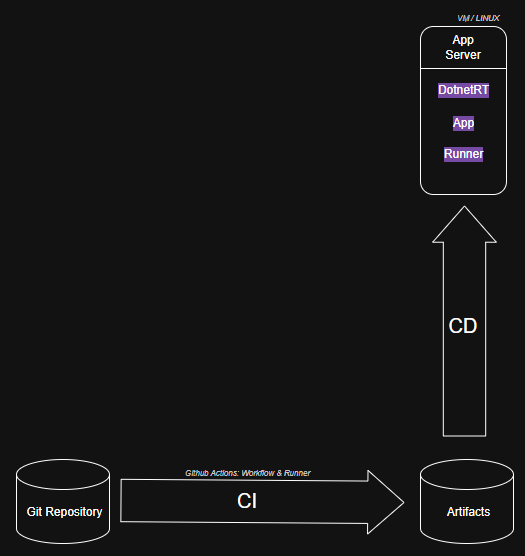 VM / LINUX
App
Server
DotnetRT
App
Runner
CD
Github Actions: Workflow & Runner
CI
Git Repository
Artifacts